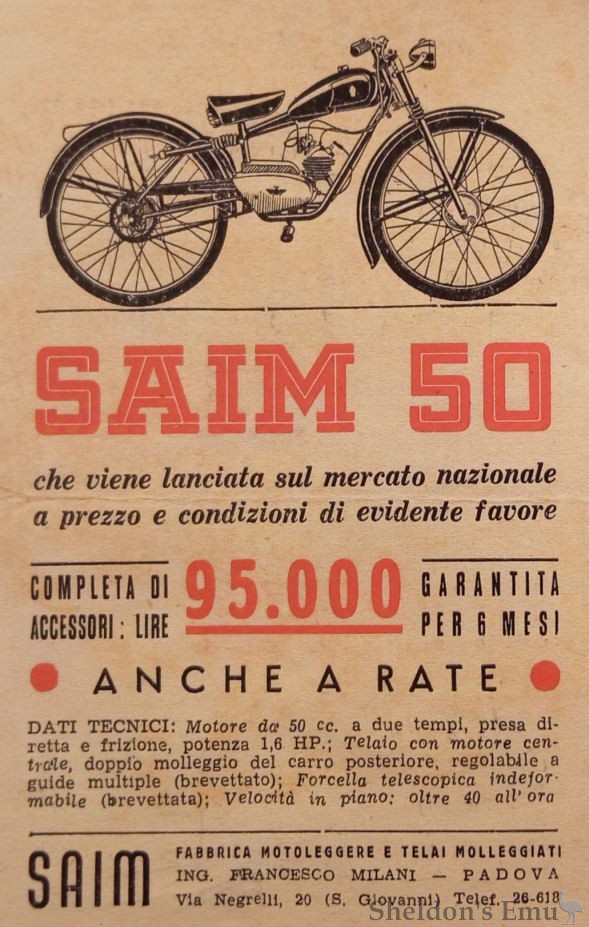 SAIM 50
che viene lanciata sul mercato nazionale
a prezzo e condizioni di evidente favore
COMPLETA DI
ACCESSORI: LIRE
95.000
GARANTITA
PER 6 MESI
ANCHE A RATE
DATI TECNICI: Motore da 50 cc. a due tempi, presa di-
retta e frizione, potenza 1,6 HP.; Telaio con motore cen-
trale, doppio molleggio del carro posteriore, regolabile a
guide multiple (brevettato); Forcella telescopica indefor-
mabile (brevettata); Velocità in piano: oltre 40 all'ora
SAIM
FABBRICA MOTOLEGGERE E TELAI MOLLEGGIATI
ING. FRANCESCO MILANI — PADOVA
Via Negrelli, 20 (S. Giovanni) Telef. 26-618
Sheldon's Emu